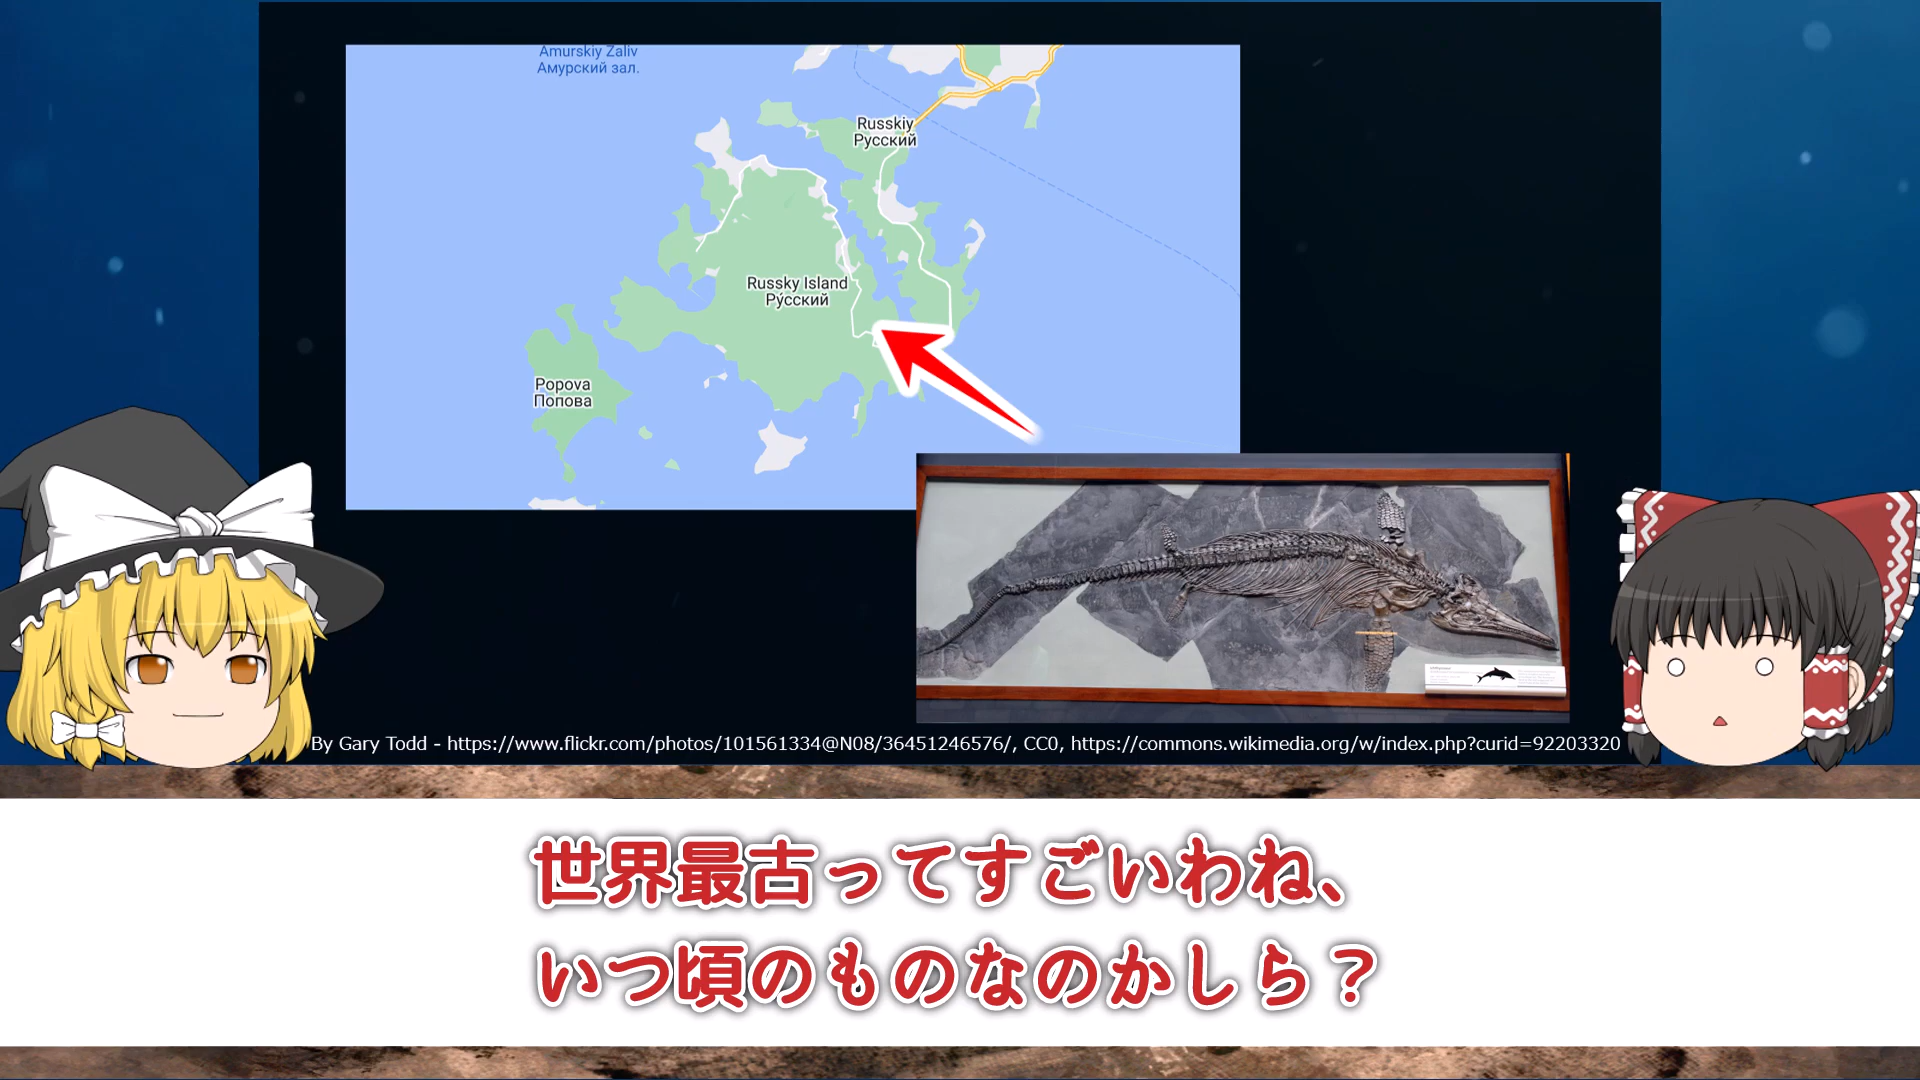 Amurskiy Zaliv
Амурский зал.
Russkiy
Русский
Russky Island
Ру́сский
Popova
Попова
By Gary Todd - https://www.flickr.com/photos/101561334@N08/36451246576/, CC0, https://commons.wikimedia.org/w/index.php?curid=92203320
世界最古ってすごいわね、
いつ頃のものなのかしら？